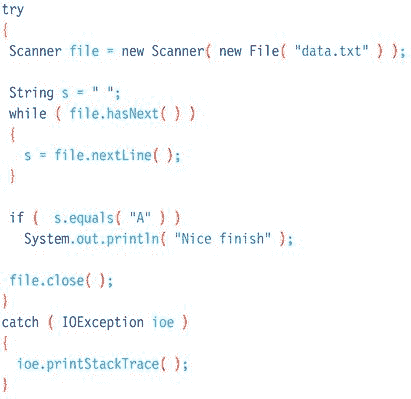 try
{
Scanner file = new Scanner( new File( "data.txt" ) );
String s = " ";
while ( file.hasNext( ) )
{
s = file.nextLine( );
}
if ( s.equals( "A" ) )
System.out.println( "Nice finish" );
file.close( );
}
catch ( IOException ioe )
{
ioe.printStackTrace( );
}